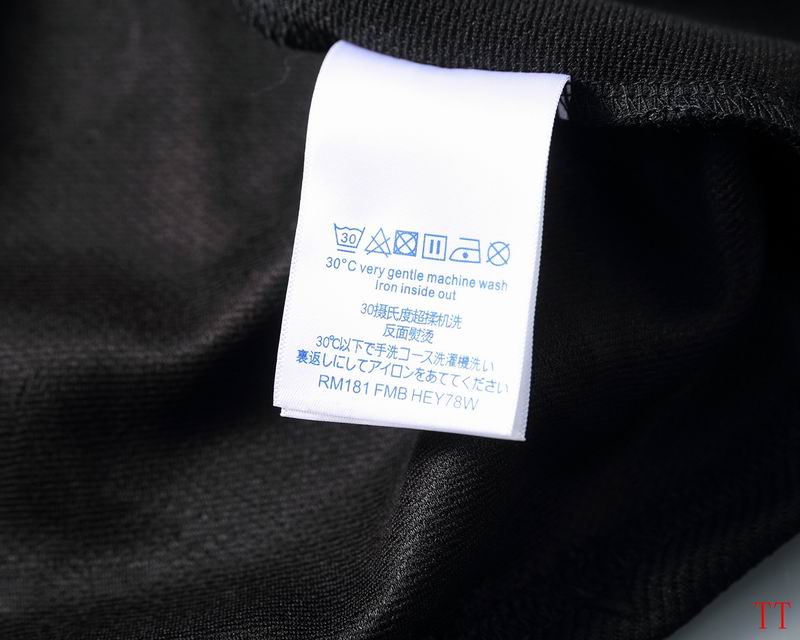 30
30°C very gentle machine wash
Iron inside out
30摄氏度超揉机洗
反面熨烫
30℃以下で手洗コース洗濯機洗い
裏返しにしてアイロンをあててください
RM181 FMB HEY78W
TT